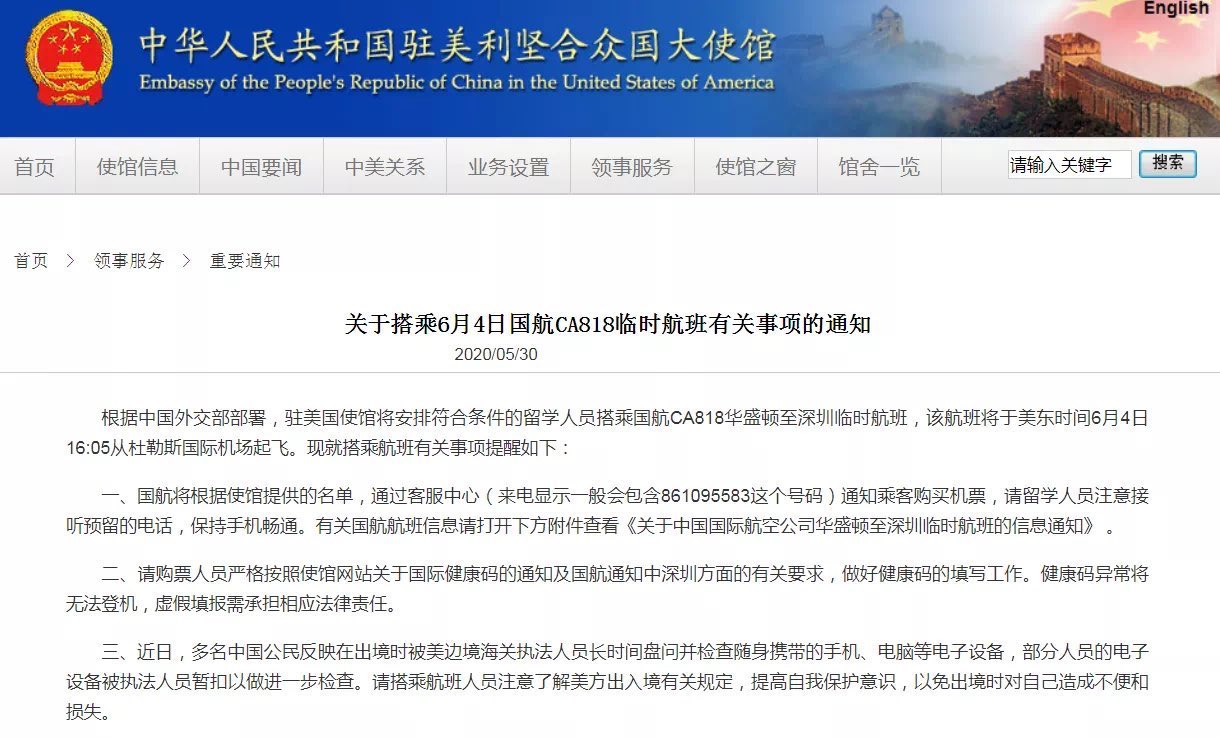 English
中华人民共和国驻美利坚合众国大使馆
Embassy of the People's Republic of China in the United States of America
首页 使馆信息 中国要闻 中美关系 业务设置 领事服务 使馆之窗 馆舍一览 请输入关键字 搜索
首页 > 领事服务 > 重要通知
关于搭乘6月4日国航CA818临时航班有关事项的通知
2020/05/30
根据中国外交部部署，驻美国使馆将安排符合条件的留学人员搭乘国航CA818华盛顿至深圳临时航班，该航班将于美东时间6月4日
16:05从杜勒斯国际机场起飞。现就搭乘航班有关事项提醒如下：
一、国航将根据使馆提供的名单，通过客服中心（来电显示一般会包含861095583这个号码）通知乘客购买机票，请留学人员注意接
听预留的电话，保持手机畅通。有关国航航班信息请打开下方附件查看《关于中国国际航空公司华盛顿至深圳临时航班的信息通知》 。
二、请购票人员严格按照使馆网站关于国际健康码的通知及国航通知中深圳方面的有关要求，做好健康码的填写工作。健康码异常将
无法登机，虚假填报需承担相应法律责任。
三、近日，多名中国公民反映在出境时被美边境海关执法人员长时间盘问并检查随身携带的手机、电脑等电子设备，部分人员的电子
设备被执法人员暂扣以做进一步检查。请搭乘航班人员注意了解美方出入境有关规定，提高自我保护意识，以免出境时对自己造成不便和
损失。